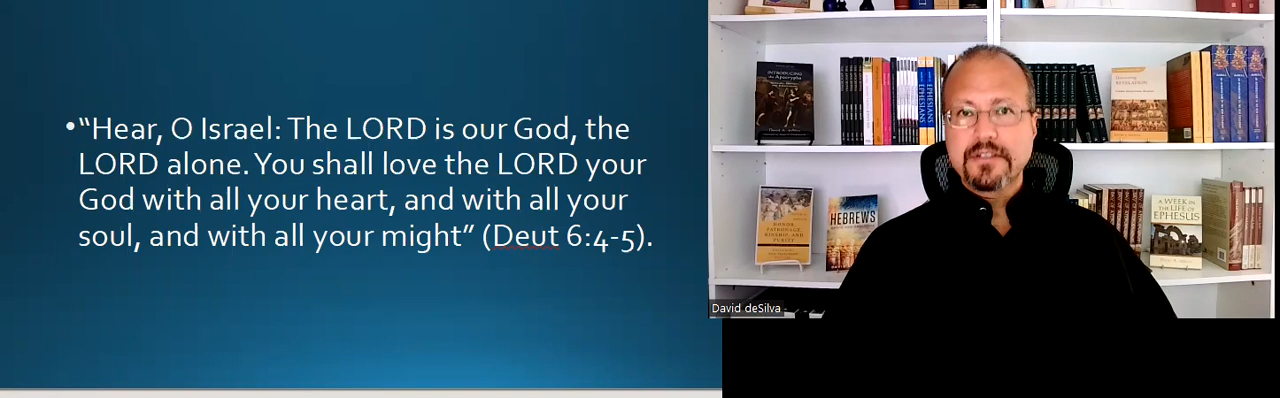 •“Hear, O Israel: The LORD is our God, the
LORD alone. You shall love the LORD your
God with all your heart, and with all your
soul, and with all your might” (Deut 6:4-5).
INTRODUCING
the Apocrypha
EPHESIANS
REVELATION
HONOR,
PATRONAGE,
KINSHIP, AND
PURITY
HEBREWS
A WEEK
IN THE
LIFE OF
EPHESUS
David deSilva